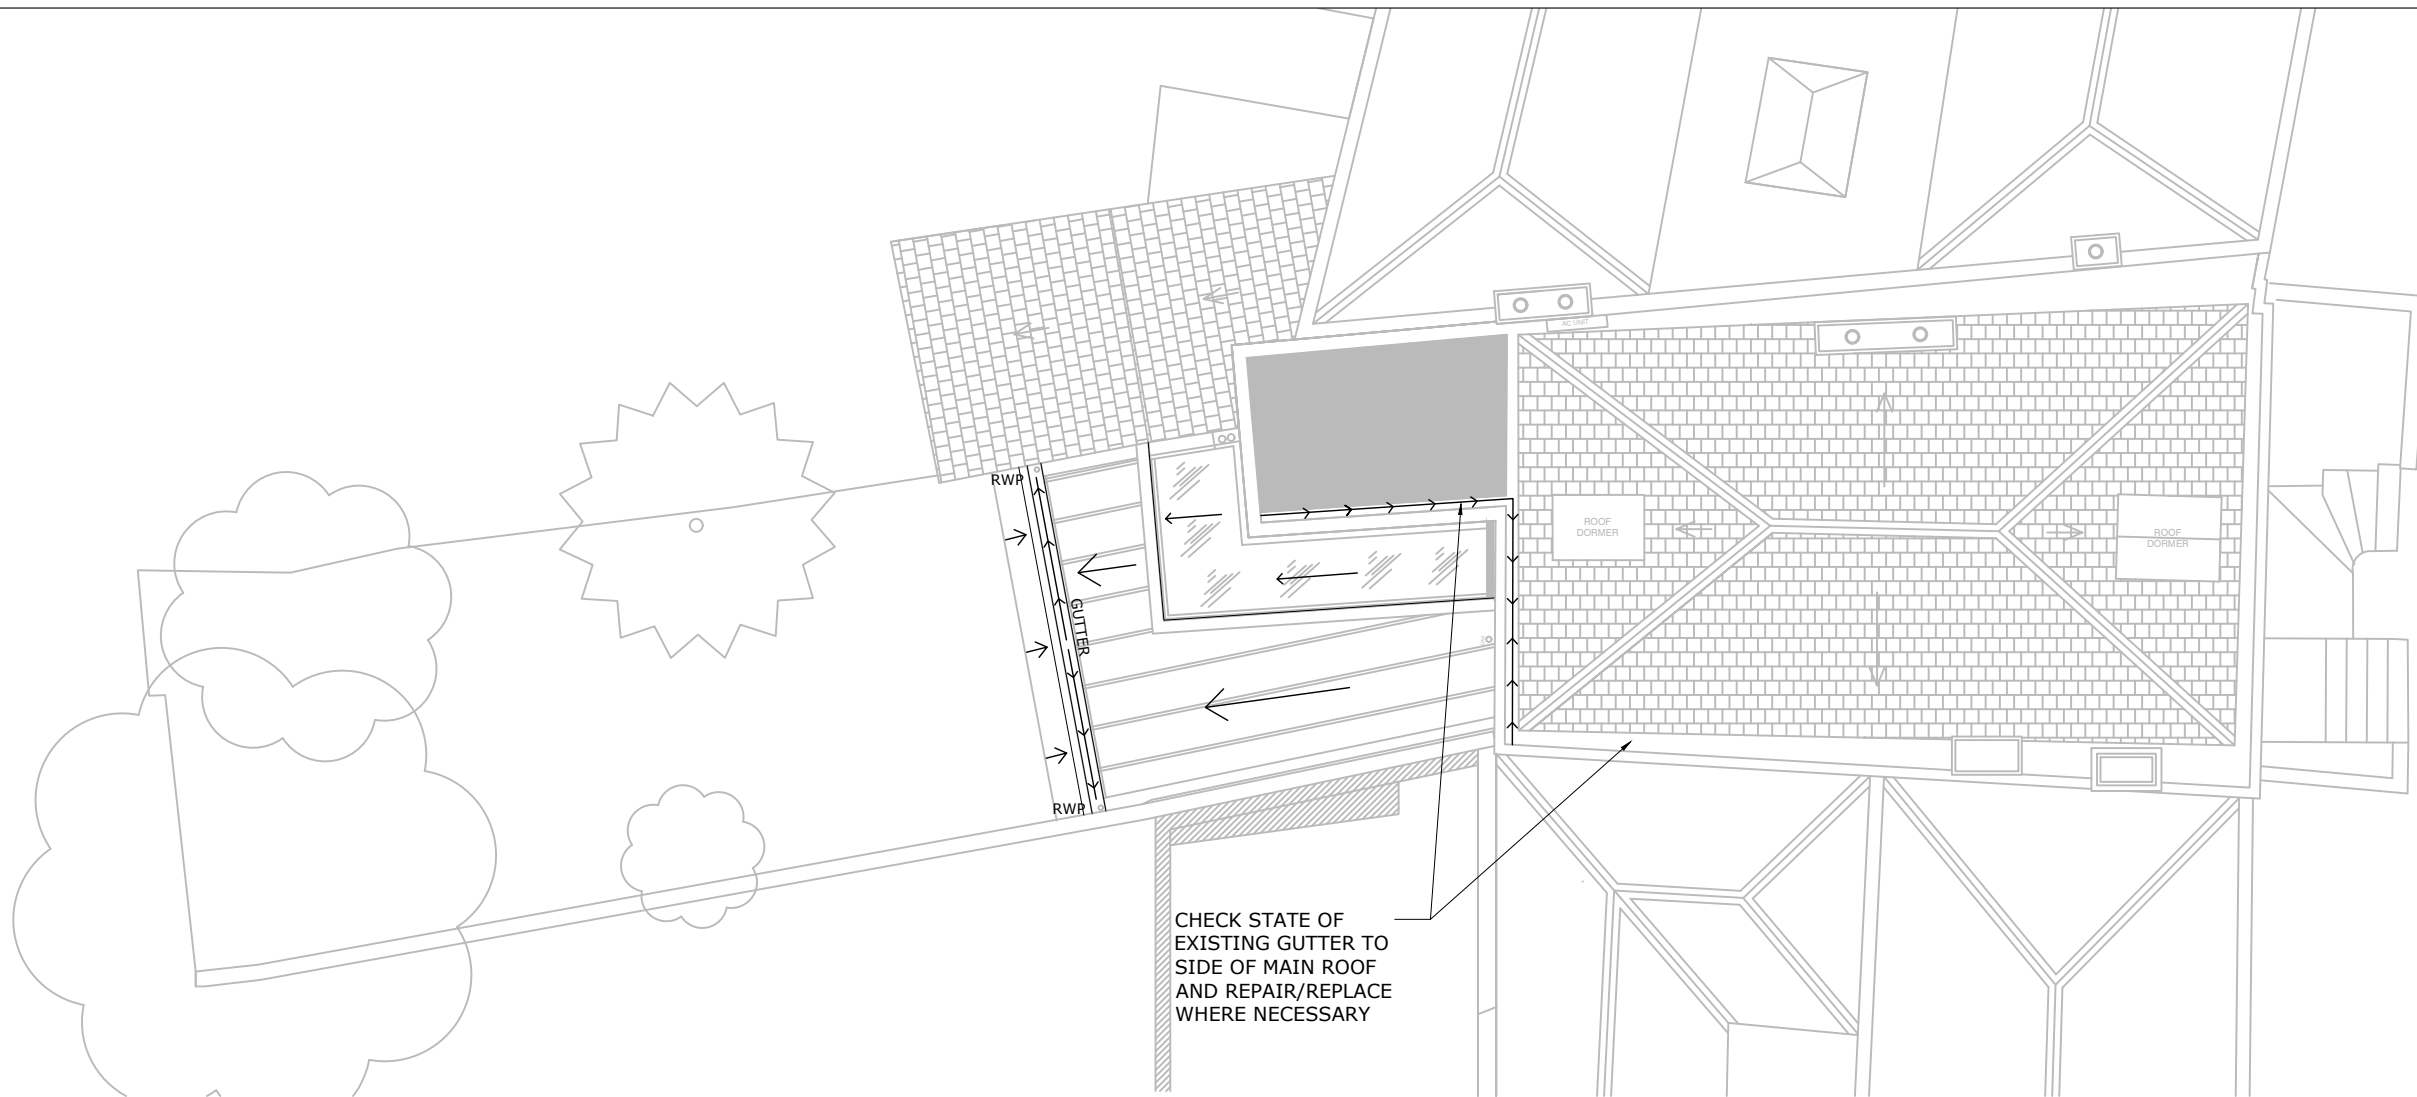 AC UNIT
RWP
ROOF
DORMER
ROOF
DORMER
GUTTER
RWP
CHECK STATE OF
EXISTING GUTTER TO
SIDE OF MAIN ROOF
AND REPAIR/REPLACE
WHERE NECESSARY